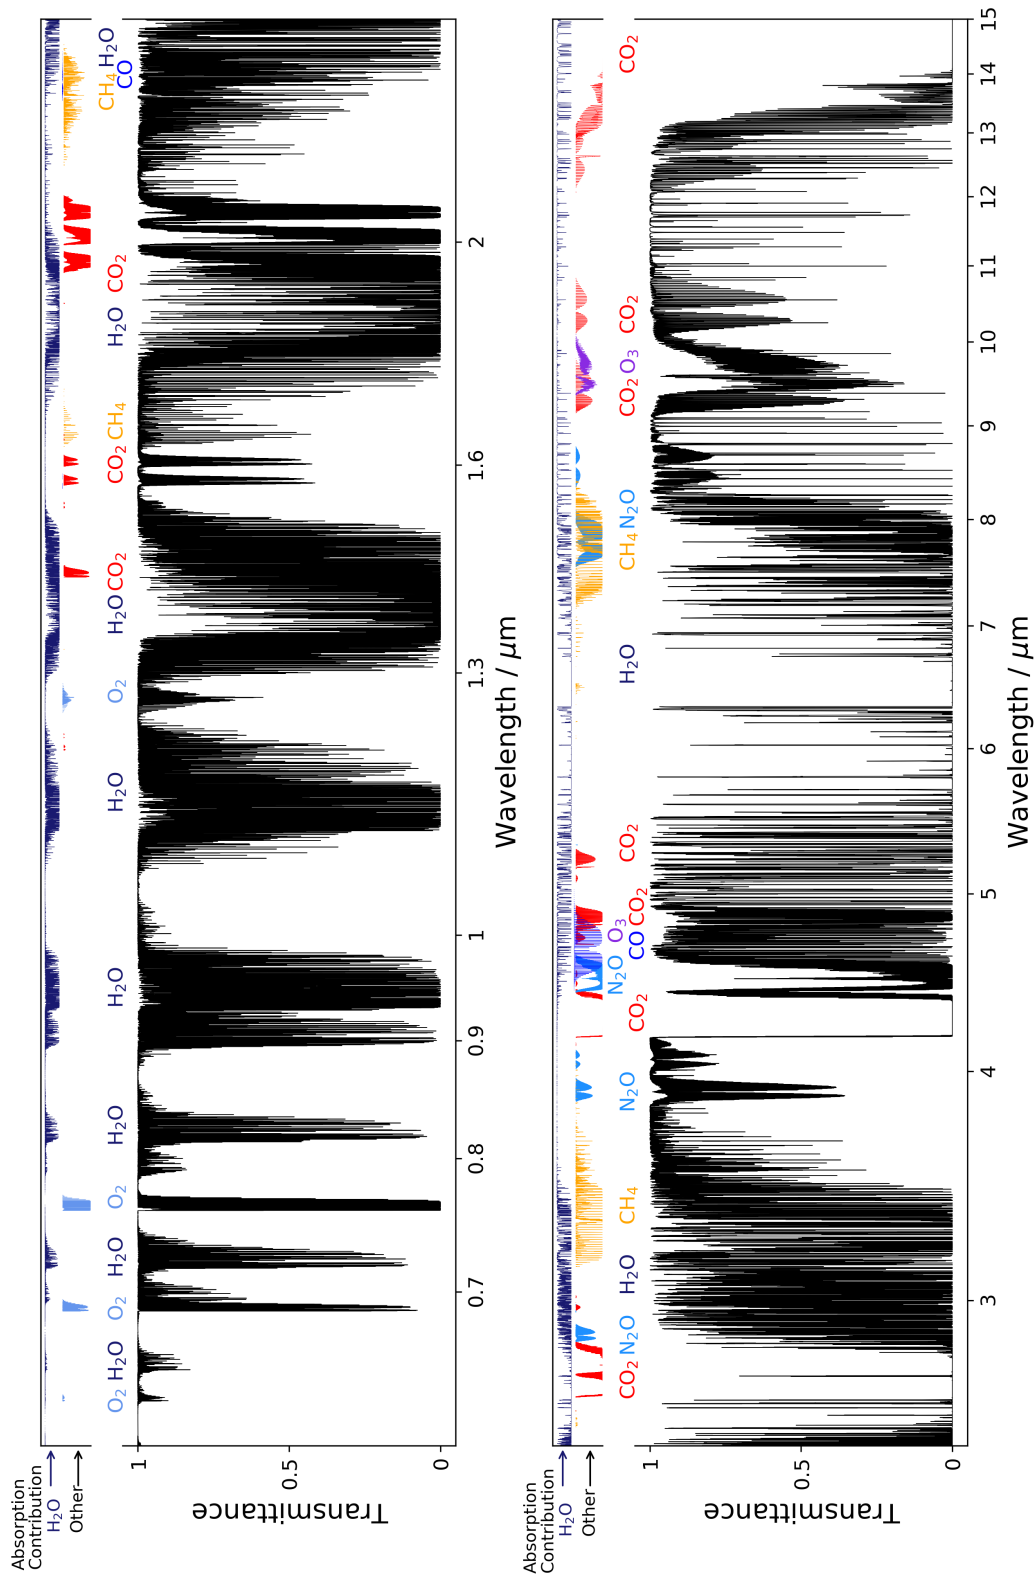 Absorption
Contribution
H₂O
Other
O₂ H₂O O₂ H₂O O₂ H₂O H₂O H₂O O₂ H₂O CO₂ CO₂ CH₄ H₂O CO₂ CH₄ H₂O
CO
Transmittance
1
0.5
0
0.7 0.8 0.9 1 1.3 1.6 2
Wavelength / μm
Absorption
Contribution
H₂O
Other
N₂O O₃
CO₂ N₂O H₂O CH₄ N₂O CO₂ CO CO₂ CO₂ H₂O CH₄ N₂O CO₂ O₃ CO₂ CO₂
Transmittance
1
0.5
0
3 4 5 6 7 8 9 10 11 12 13 14 15
Wavelength / μm